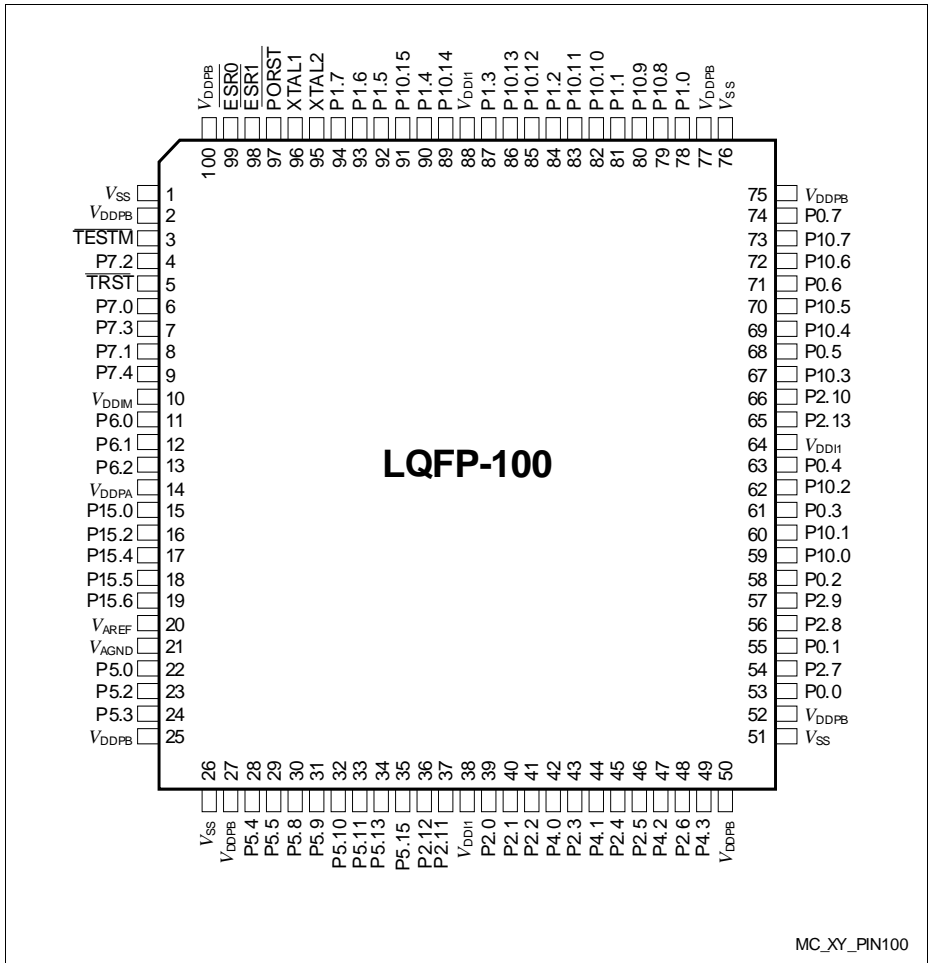 VDDPB ESR0 ESR1 PORST XTAL1 XTAL2 P1.7 P1.6 P1.5 P10.15 P1.4 P10.14 VDDI1 P1.3 P10.13 P10.12 P1.2 P10.11 P10.10 P1.1 P10.9 P10.8 P1.0 VDDPB VSS
100 99 98 97 96 95 94 93 92 91 90 89 88 87 86 85 84 83 82 81 80 79 78 77 76
VSS 1 75 VDDPB
VDDPB 2 74 P0.7
TESTM 3 73 P10.7
P7.2 4 72 P10.6
TRST 5 71 P0.6
P7.0 6 70 P10.5
P7.3 7 69 P10.4
P7.1 8 68 P0.5
P7.4 9 67 P10.3
VDDIM 10 66 P2.10
P6.0 11 65 P2.13
P6.1 12 64 VDDI1
P6.2 13 63 P0.4
LQFP-100
VDDPA 14 62 P10.2
P15.0 15 61 P0.3
P15.2 16 60 P10.1
P15.4 17 59 P10.0
P15.5 18 58 P0.2
P15.6 19 57 P2.9
VAREF 20 56 P2.8
VAGND 21 55 P0.1
P5.0 22 54 P2.7
P5.2 23 53 P0.0
P5.3 24 52 VDDPB
VDDPB 25 51 VSS
26 27 28 29 30 31 32 33 34 35 36 37 38 39 40 41 42 43 44 45 46 47 48 49 50
VSS VDDPB P5.4 P5.5 P5.8 P5.9 P5.10 P5.11 P5.13 P5.15 P2.12 P2.11 VDDI1 P2.0 P2.1 P2.2 P4.0 P2.3 P4.1 P2.4 P2.5 P4.2 P2.6 P4.3 VDDPB
MC_XY_PIN100